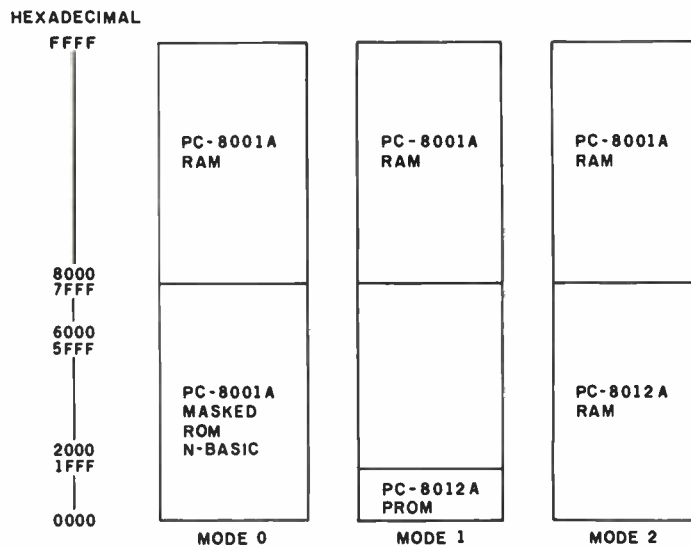 HEXADECIMAL
FFFF
PC-8001A
RAM
PC-8001A
RAM
PC-8001A
RAM
8000
7FFF
6000
5FFF
PC-8001A
MASKED
ROM
N-BASIC
PC-8012A
RAM
2000
1FFF
PC-8012A
PROM
0000
MODE 0
MODE 1
MODE 2